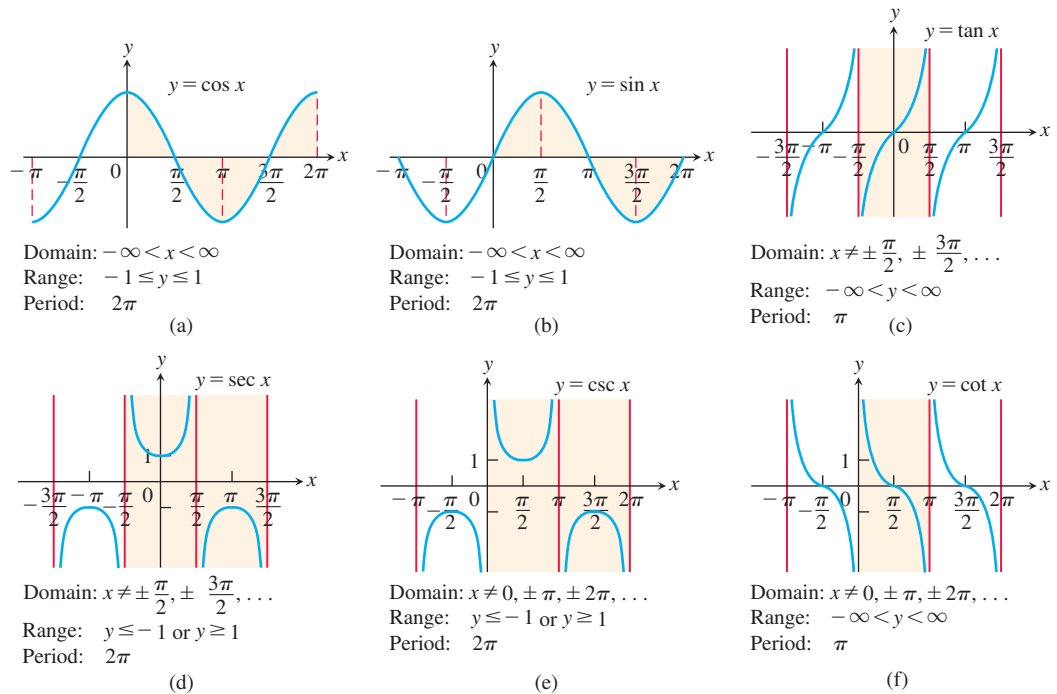 y
y = cos x
x
0
−π
−π/2
π/2
π
3π/2
2π
Domain: −∞ < x < ∞
Range: −1 ≤ y ≤ 1
Period: 2π
(a)
y
y = sin x
x
0
−π
−π/2
π/2
π
3π/2
2π
Domain: −∞ < x < ∞
Range: −1 ≤ y ≤ 1
Period: 2π
(b)
y
y = tan x
x
−3π/2
−π
−π/2
0
π/2
π
3π/2
Domain: x ≠ ± π/2, ± 3π/2, . . .
Range: −∞ < y < ∞
Period: π
(c)
y
y = sec x
1
x
−3π/2
−π
−π/2
0
π/2
π
3π/2
Domain: x ≠ ± π/2, ± 3π/2, . . .
Range: y ≤ −1 or y ≥ 1
Period: 2π
(d)
y
y = csc x
1
x
−π
−π/2
0
π/2
π
3π/2
2π
Domain: x ≠ 0, ± π, ± 2π, . . .
Range: y ≤ −1 or y ≥ 1
Period: 2π
(e)
y
y = cot x
1
x
−π
−π/2
0
π/2
π
3π/2
2π
Domain: x ≠ 0, ± π, ± 2π, . . .
Range: −∞ < y < ∞
Period: π
(f)